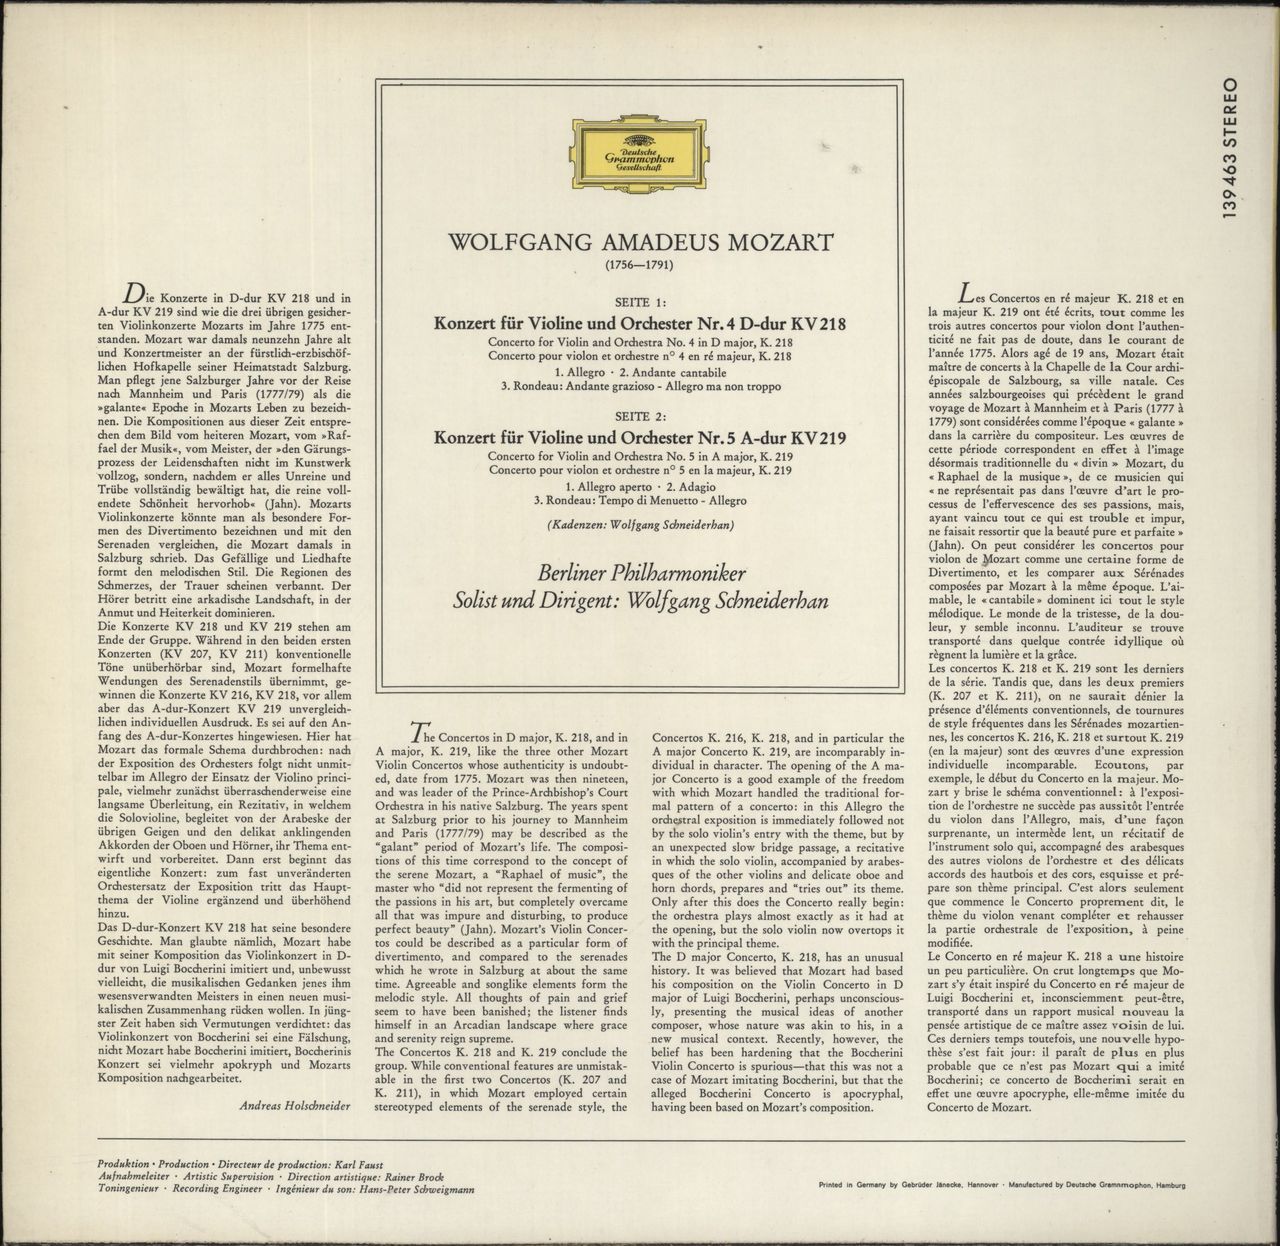 139 463 STEREO
Deutsche
Grammophon
Gesellschaft
WOLFGANG AMADEUS MOZART
(1756—1791)
SEITE 1:
Konzert für Violine und Orchester Nr. 4 D-dur KV 218
Concerto for Violin and Orchestra No. 4 in D major, K. 218
Concerto pour violon et orchestre n° 4 en ré majeur, K. 218
1. Allegro · 2. Andante cantabile
3. Rondeau: Andante grazioso - Allegro ma non troppo
SEITE 2:
Konzert für Violine und Orchester Nr. 5 A-dur KV 219
Concerto for Violin and Orchestra No. 5 in A major, K. 219
Concerto pour violon et orchestre n° 5 en la majeur, K. 219
1. Allegro aperto · 2. Adagio
3. Rondeau: Tempo di Menuetto - Allegro
(Kadenzen: Wolfgang Schneiderhan)
Berliner Philharmoniker
Solist und Dirigent: Wolfgang Schneiderhan
Die Konzerte in D-dur KV 218 und in
A-dur KV 219 sind wie die drei übrigen gesicher-
ten Violinkonzerte Mozarts im Jahre 1775 ent-
standen. Mozart war damals neunzehn Jahre alt
und Konzertmeister an der fürstlich-erzbischöf-
lichen Hofkapelle seiner Heimatstadt Salzburg.
Man pflegt jene Salzburger Jahre vor der Reise
nach Mannheim und Paris (1777/79) als die
»galante« Epoche in Mozarts Leben zu bezeich-
nen. Die Kompositionen aus dieser Zeit entspre-
chen dem Bild vom heiteren Mozart, vom »Raf-
fael der Musik«, vom Meister, der »den Gärungs-
prozess der Leidenschaften nicht im Kunstwerk
vollzog, sondern, nachdem er alles Unreine und
Trübe vollständig bewältigt hat, die reine voll-
endete Schönheit hervorhob« (Jahn). Mozarts
Violinkonzerte könnte man als besondere For-
men des Divertimento bezeichnen und mit den
Serenaden vergleichen, die Mozart damals in
Salzburg schrieb. Das Gefällige und Liedhafte
formt den melodischen Stil. Die Regionen des
Schmerzes, der Trauer scheinen verbannt. Der
Hörer betritt eine arkadische Landschaft, in der
Anmut und Heiterkeit dominieren.
Die Konzerte KV 218 und KV 219 stehen am
Ende der Gruppe. Während in den beiden ersten
Konzerten (KV 207, KV 211) konventionelle
Töne unüberhörbar sind, Mozart formelhafte
Wendungen des Serenadenstils übernimmt, ge-
winnen die Konzerte KV 216, KV 218, vor allem
aber das A-dur-Konzert KV 219 unvergleich-
lichen individuellen Ausdruck. Es sei auf den An-
fang des A-dur-Konzertes hingewiesen. Hier hat
Mozart das formale Schema durchbrochen: nach
der Exposition des Orchesters folgt nicht unmit-
telbar im Allegro der Einsatz der Violino princi-
pale, vielmehr zunächst überraschenderweise eine
langsame Überleitung, ein Rezitativ, in welchem
die Solovioline, begleitet von der Arabeske der
übrigen Geigen und den delikat anklingenden
Akkorden der Oboen und Hörner, ihr Thema ent-
wirft und vorbereitet. Dann erst beginnt das
eigentliche Konzert: zum fast unveränderten
Orchestersatz der Exposition tritt das Haupt-
thema der Violine ergänzend und überhöhend
hinzu.
Das D-dur-Konzert KV 218 hat seine besondere
Geschichte. Man glaubte nämlich, Mozart habe
mit seiner Komposition das Violinkonzert in D-
dur von Luigi Boccherini imitiert und, unbewusst
vielleicht, die musikalischen Gedanken jenes ihm
wesensverwandten Meisters in einen neuen musi-
kalischen Zusammenhang rücken wollen. In jüng-
ster Zeit haben sich Vermutungen verdichtet: das
Violinkonzert von Boccherini sei eine Fälschung,
nicht Mozart habe Boccherini imitiert, Boccherinis
Konzert sei vielmehr apokryph und Mozarts
Komposition nachgearbeitet.
Andreas Holschneider
The Concertos in D major, K. 218, and in
A major, K. 219, like the three other Mozart
Violin Concertos whose authenticity is undoubt-
ed, date from 1775. Mozart was then nineteen,
and was leader of the Prince-Archbishop's Court
Orchestra in his native Salzburg. The years spent
at Salzburg prior to his journey to Mannheim
and Paris (1777/79) may be described as the
“galant” period of Mozart's life. The composi-
tions of this time correspond to the concept of
the serene Mozart, a “Raphael of music”, the
master who “did not represent the fermenting of
the passions in his art, but completely overcame
all that was impure and disturbing, to produce
perfect beauty” (Jahn). Mozart's Violin Concer-
tos could be described as a particular form of
divertimento, and compared to the serenades
which he wrote in Salzburg at about the same
time. Agreeable and songlike elements form the
melodic style. All thoughts of pain and grief
seem to have been banished; the listener finds
himself in an Arcadian landscape where grace
and serenity reign supreme.
The Concertos K. 218 and K. 219 conclude the
group. While conventional features are unmistak-
able in the first two Concertos (K. 207 and
K. 211), in which Mozart employed certain
stereotyped elements of the serenade style, the
Concertos K. 216, K. 218, and in particular the
A major Concerto K. 219, are incomparably in-
dividual in character. The opening of the A ma-
jor Concerto is a good example of the freedom
with which Mozart handled the traditional for-
mal pattern of a concerto: in this Allegro the
orchestral exposition is immediately followed not
by the solo violin's entry with the theme, but by
an unexpected slow bridge passage, a recitative
in which the solo violin, accompanied by arabes-
ques of the other violins and delicate oboe and
horn chords, prepares and “tries out” its theme.
Only after this does the Concerto really begin:
the orchestra plays almost exactly as it had at
the opening, but the solo violin now overtops it
with the principal theme.
The D major Concerto, K. 218, has an unusual
history. It was believed that Mozart had based
his composition on the Violin Concerto in D
major of Luigi Boccherini, perhaps unconscious-
ly, presenting the musical ideas of another
composer, whose nature was akin to his, in a
new musical context. Recently, however, the
belief has been hardening that the Boccherini
Violin Concerto is spurious—that this was not a
case of Mozart imitating Boccherini, but that the
alleged Boccherini Concerto is apocryphal,
having been based on Mozart's composition.
Les Concertos en ré majeur K. 218 et en
la majeur K. 219 ont été écrits, tout comme les
trois autres concertos pour violon dont l'authen-
ticité ne fait pas de doute, dans le courant de
l'année 1775. Alors agé de 19 ans, Mozart était
maître de concerts à la Chapelle de la Cour archi-
épiscopale de Salzbourg, sa ville natale. Ces
années salzbourgeoises qui précèdent le grand
voyage de Mozart à Mannheim et à Paris (1777 à
1779) sont considérées comme l'époque « galante »
dans la carrière du compositeur. Les œuvres de
cette période correspondent en effet à l'image
désormais traditionnelle du « divin » Mozart, du
« Raphael de la musique », de ce musicien qui
« ne représentait pas dans l'œuvre d'art le pro-
cessus de l'effervescence des ses passions, mais,
ayant vaincu tout ce qui est trouble et impur,
ne faisait ressortir que la beauté pure et parfaite »
(Jahn). On peut considérer les concertos pour
violon de Mozart comme une certaine forme de
Divertimento, et les comparer aux Sérénades
composées par Mozart à la même époque. L'ai-
mable, le « cantabile » dominent ici tout le style
mélodique. Le monde de la tristesse, de la dou-
leur, y semble inconnu. L'auditeur se trouve
transporté dans quelque contrée idyllique où
règnent la lumière et la grâce.
Les concertos K. 218 et K. 219 sont les derniers
de la série. Tandis que, dans les deux premiers
(K. 207 et K. 211), on ne saurait dénier la
présence d'éléments conventionnels, de tournures
de style fréquentes dans les Sérénades mozartien-
nes, les concertos K. 216, K. 218 et surtout K. 219
(en la majeur) sont des œuvres d'une expression
individuelle incomparable. Ecoutons, par
exemple, le début du Concerto en la majeur. Mo-
zart y brise le schéma conventionnel : à l'exposi-
tion de l'orchestre ne succède pas aussitôt l'entrée
du violon dans l'Allegro, mais, d'une façon
surprenante, un intermède lent, un récitatif de
l'instrument solo qui, accompagné des arabesques
des autres violons de l'orchestre et des délicats
accords des hautbois et des cors, esquisse et pré-
pare son thème principal. C'est alors seulement
que commence le Concerto proprement dit, le
thème du violon venant compléter et rehausser
la partie orchestrale de l'exposition, à peine
modifiée.
Le Concerto en ré majeur K. 218 a une histoire
un peu particulière. On crut longtemps que Mo-
zart s'y était inspiré du Concerto en ré majeur de
Luigi Boccherini et, inconsciemment peut-être,
transporté dans un rapport musical nouveau la
pensée artistique de ce maître assez voisin de lui.
Ces derniers temps toutefois, une nouvelle hypo-
thèse s'est fait jour: il paraît de plus en plus
probable que ce n'est pas Mozart qui a imité
Boccherini; ce concerto de Boccherini serait en
effet une œuvre apocryphe, elle-même imitée du
Concerto de Mozart.
Produktion · Production · Directeur de production: Karl Faust
Aufnahmeleiter · Artistic Supervision · Direction artistique: Rainer Brock
Toningenieur · Recording Engineer · Ingénieur du son: Hans-Peter Schweigmann
Printed in Germany by Gebrüder Jänecke, Hannover · Manufactured by Deutsche Grammophon, Hamburg